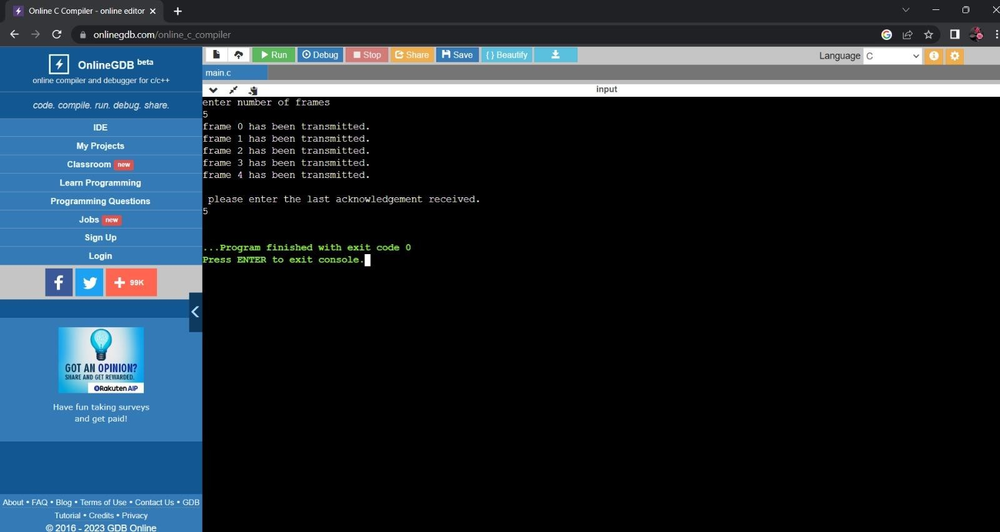 Online C Compiler - online editor
onlinegdb.com/online_c_compiler
OnlineGDB beta
online compiler and debugger for c/c++
code. compile. run. debug. share.
IDE
My Projects
Classroom new
Learn Programming
Programming Questions
Jobs new
Sign Up
Login
99K
GOT AN OPINION?
SHARE AND GET REWARDED.
Rakuten AIP
Have fun taking surveys
and get paid!
About • FAQ • Blog • Terms of Use • Contact Us • GDB
Tutorial • Credits • Privacy
© 2016 - 2023 GDB Online
Run Debug Stop Share Save { } Beautify
Language C
main.c
input
enter number of frames
5
frame 0 has been transmitted.
frame 1 has been transmitted.
frame 2 has been transmitted.
frame 3 has been transmitted.
frame 4 has been transmitted.
please enter the last acknowledgement received.
5
...Program finished with exit code 0
Press ENTER to exit console.